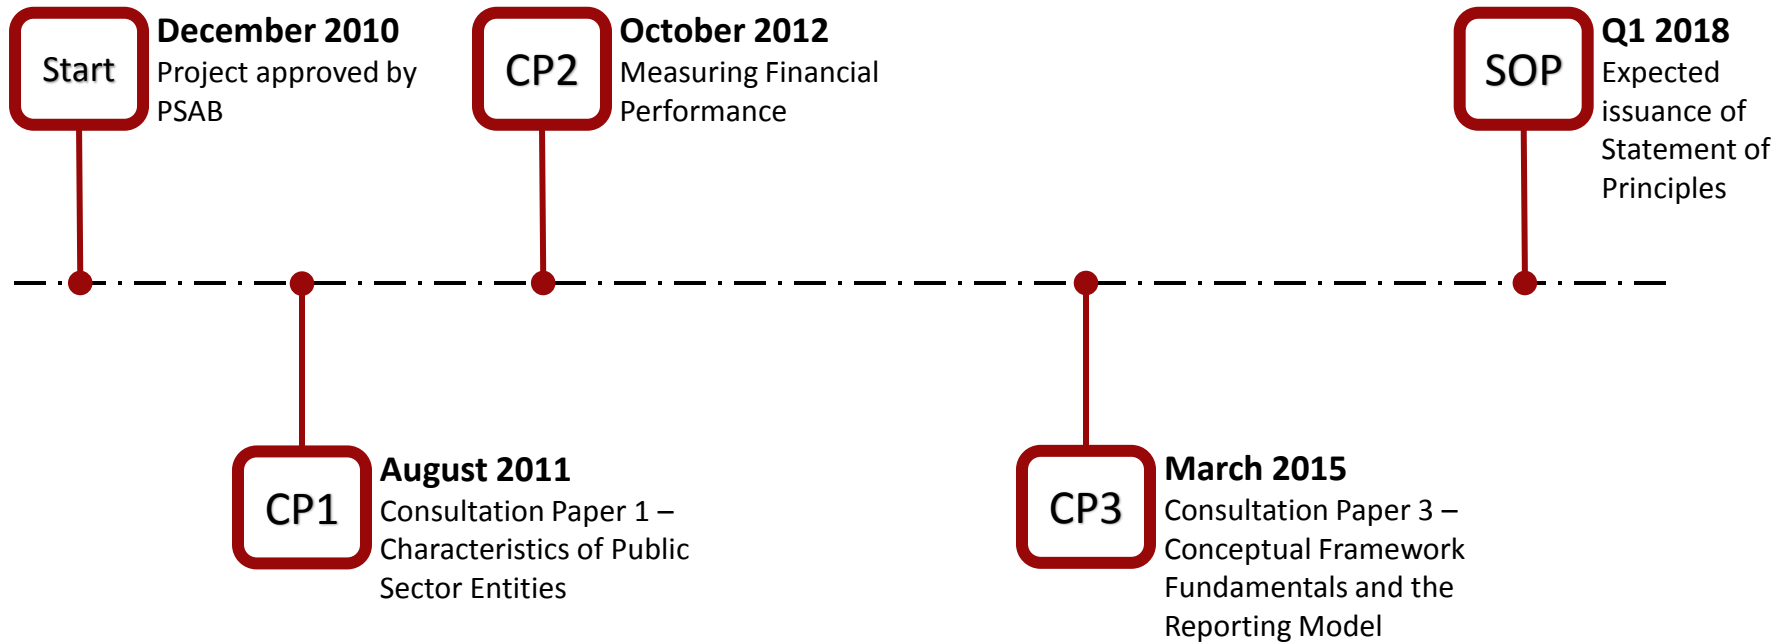 Start
December 2010
Project approved by
PSAB
CP2
October 2012
Measuring Financial
Performance
SOP
Q1 2018
Expected
issuance of
Statement of
Principles
CP1
August 2011
Consultation Paper 1 –
Characteristics of Public
Sector Entities
CP3
March 2015
Consultation Paper 3 –
Conceptual Framework
Fundamentals and the
Reporting Model